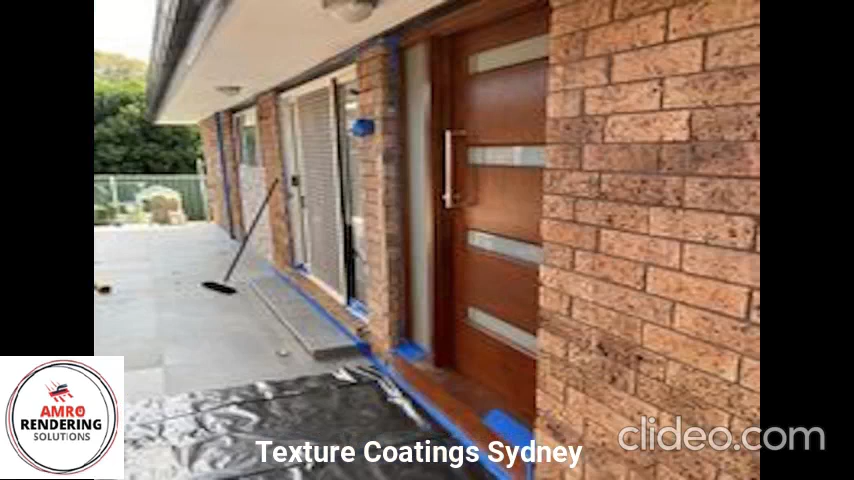 AMRO
RENDERING
SOLUTIONS
Texture Coatings Sydney
clideo.com